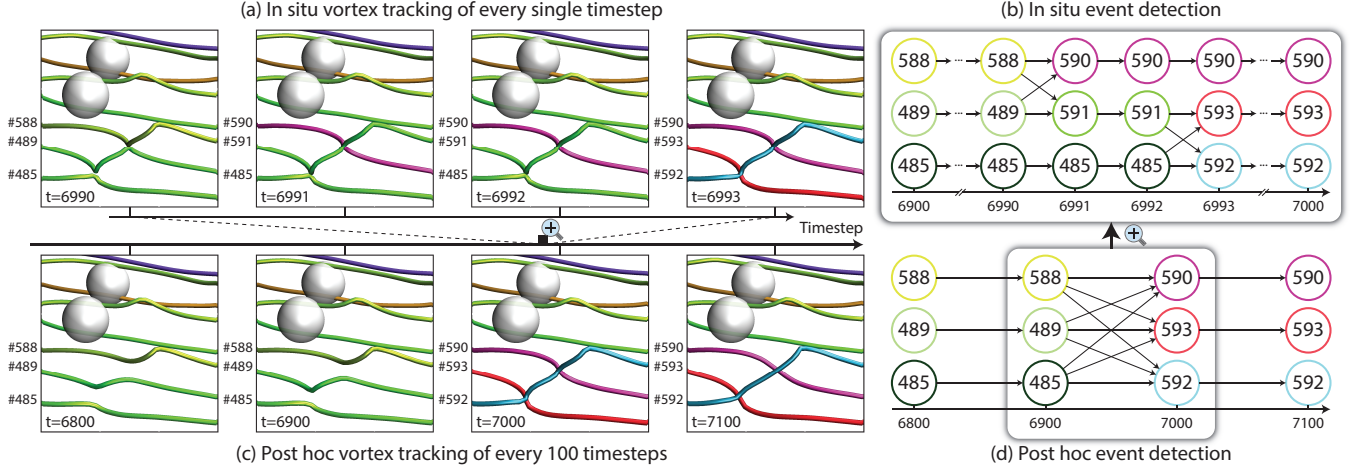 (a) In situ vortex tracking of every single timestep
(b) In situ event detection
#588
#489
#485
t=6990
#590
#591
#485
t=6991
#590
#591
#485
t=6992
#590
#593
#592
t=6993
588 ... 588 590 590 590 ... 590
489 ... 489 591 591 593 ... 593
485 ... 485 485 485 592 ... 592
6900 6990 6991 6992 6993 7000
Timestep
#588
#489
#485
t=6800
#588
#489
#485
t=6900
#590
#593
#592
t=7000
#590
#593
#592
t=7100
588 588 590 590
489 489 593 593
485 485 592 592
6800 6900 7000 7100
(c) Post hoc vortex tracking of every 100 timesteps
(d) Post hoc event detection